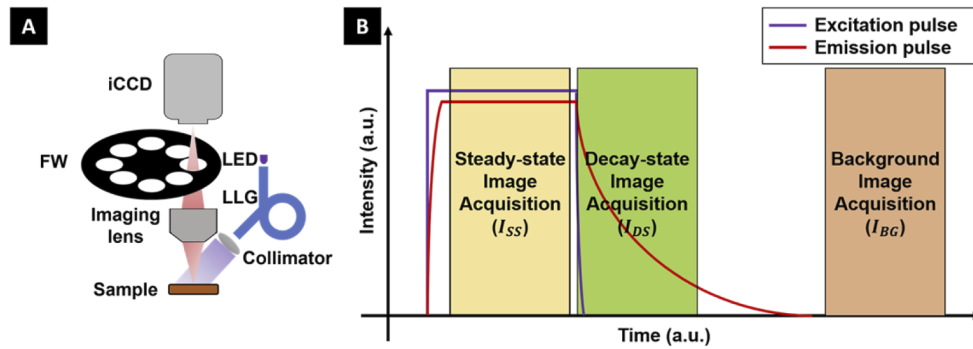 A
iCCD
FW
LED
LLG
Imaging
lens
Collimator
Sample
B
Excitation pulse
Emission pulse
Intensity (a.u.)
Steady-state
Image
Acquisition
(I_SS)
Decay-state
Image
Acquisition
(I_DS)
Background
Image
Acquisition
(I_BG)
Time (a.u.)